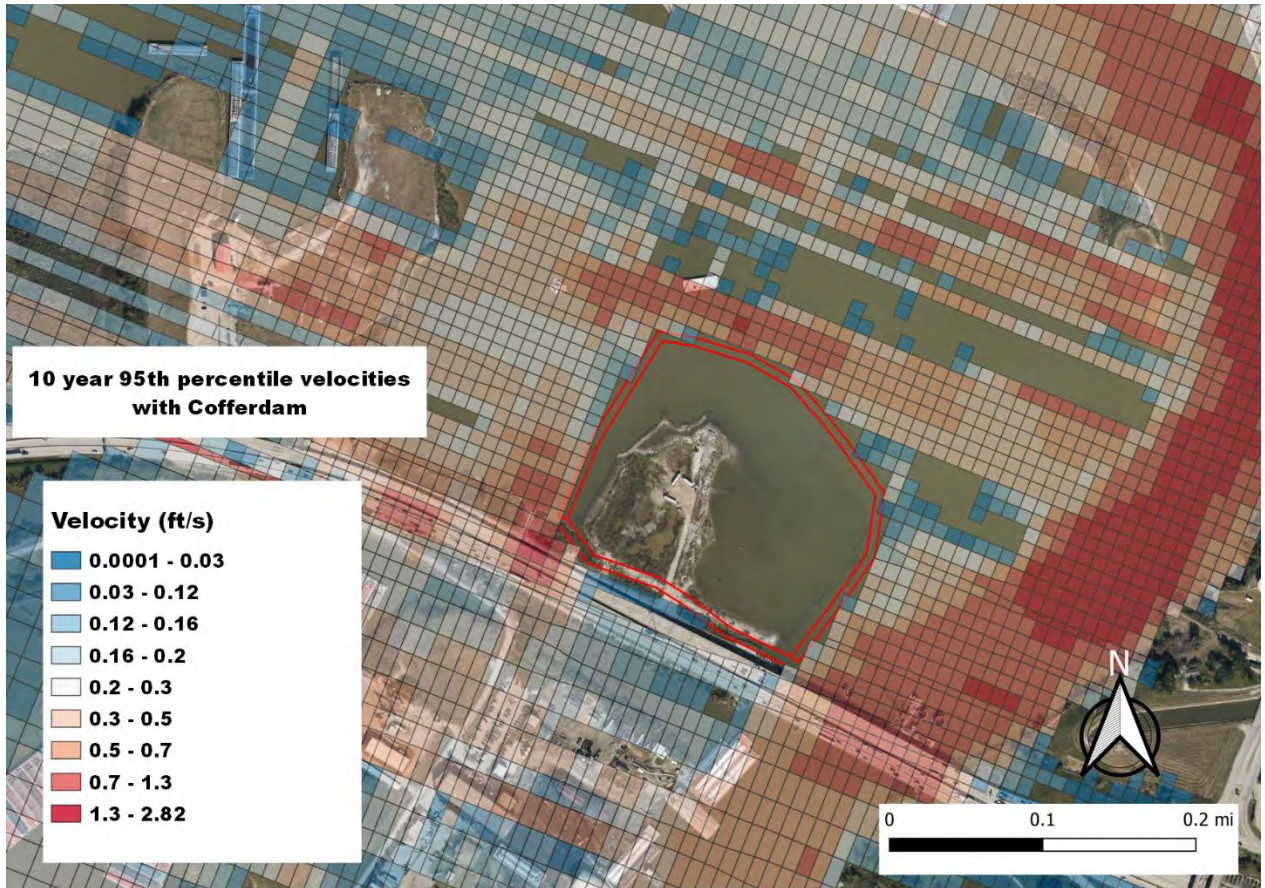 10 year 95th percentile velocities
with Cofferdam
Velocity (ft/s)
0.0001 - 0.03
0.03 - 0.12
0.12 - 0.16
0.16 - 0.2
0.2 - 0.3
0.3 - 0.5
0.5 - 0.7
0.7 - 1.3
1.3 - 2.82
N
0 0.1 0.2 mi